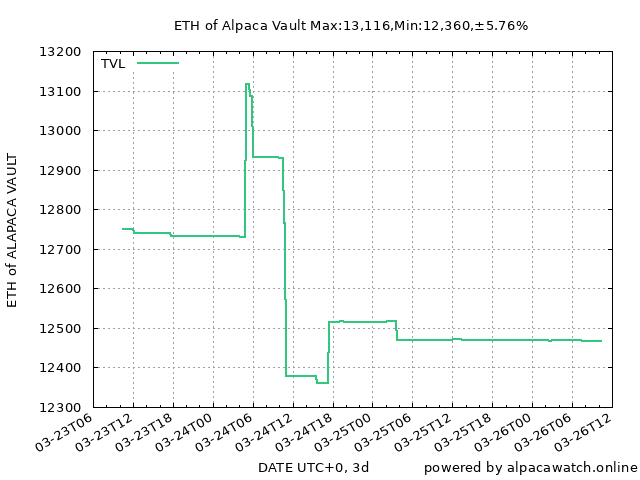 ETH of Alpaca Vault Max:13,116,Min:12,360,±5.76%
TVL
13200
13100
13000
12900
12800
12700
12600
12500
12400
12300
ETH of ALAPACA VAULT
03-23T06
03-23T12
03-23T18
03-24T00
03-24T06
03-24T12
03-24T18
03-25T00
03-25T06
03-25T12
03-25T18
03-26T00
03-26T06
03-26T12
DATE UTC+0, 3d
powered by alpacawatch.online